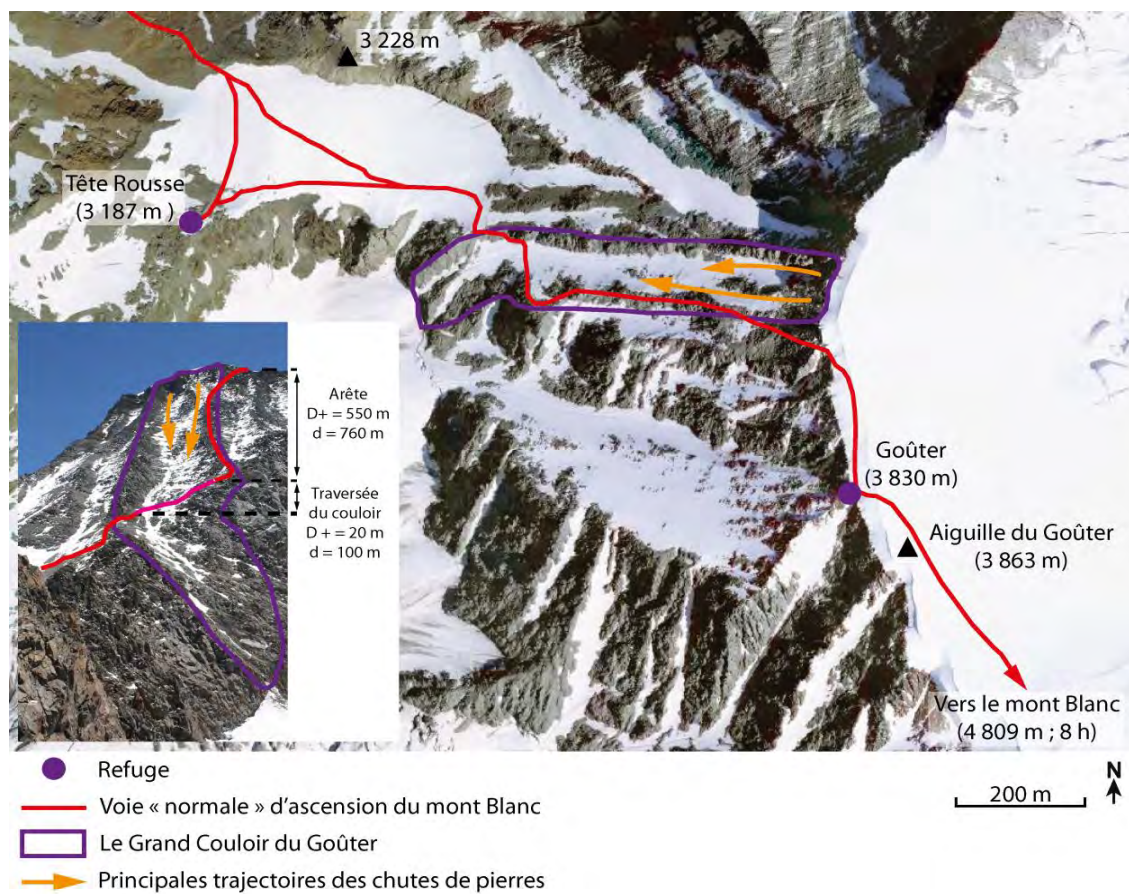 3 228 m
Tête Rousse
(3 187 m )
Arête
D+ = 550 m
d = 760 m
Traversée
du couloir
D + = 20 m
d = 100 m
Goûter
(3 830 m)
Aiguille du Goûter
(3 863 m)
Vers le mont Blanc
(4 809 m ; 8 h)
Refuge
Voie « normale » d'ascension du mont Blanc
Le Grand Couloir du Goûter
Principales trajectoires des chutes de pierres
200 m
N